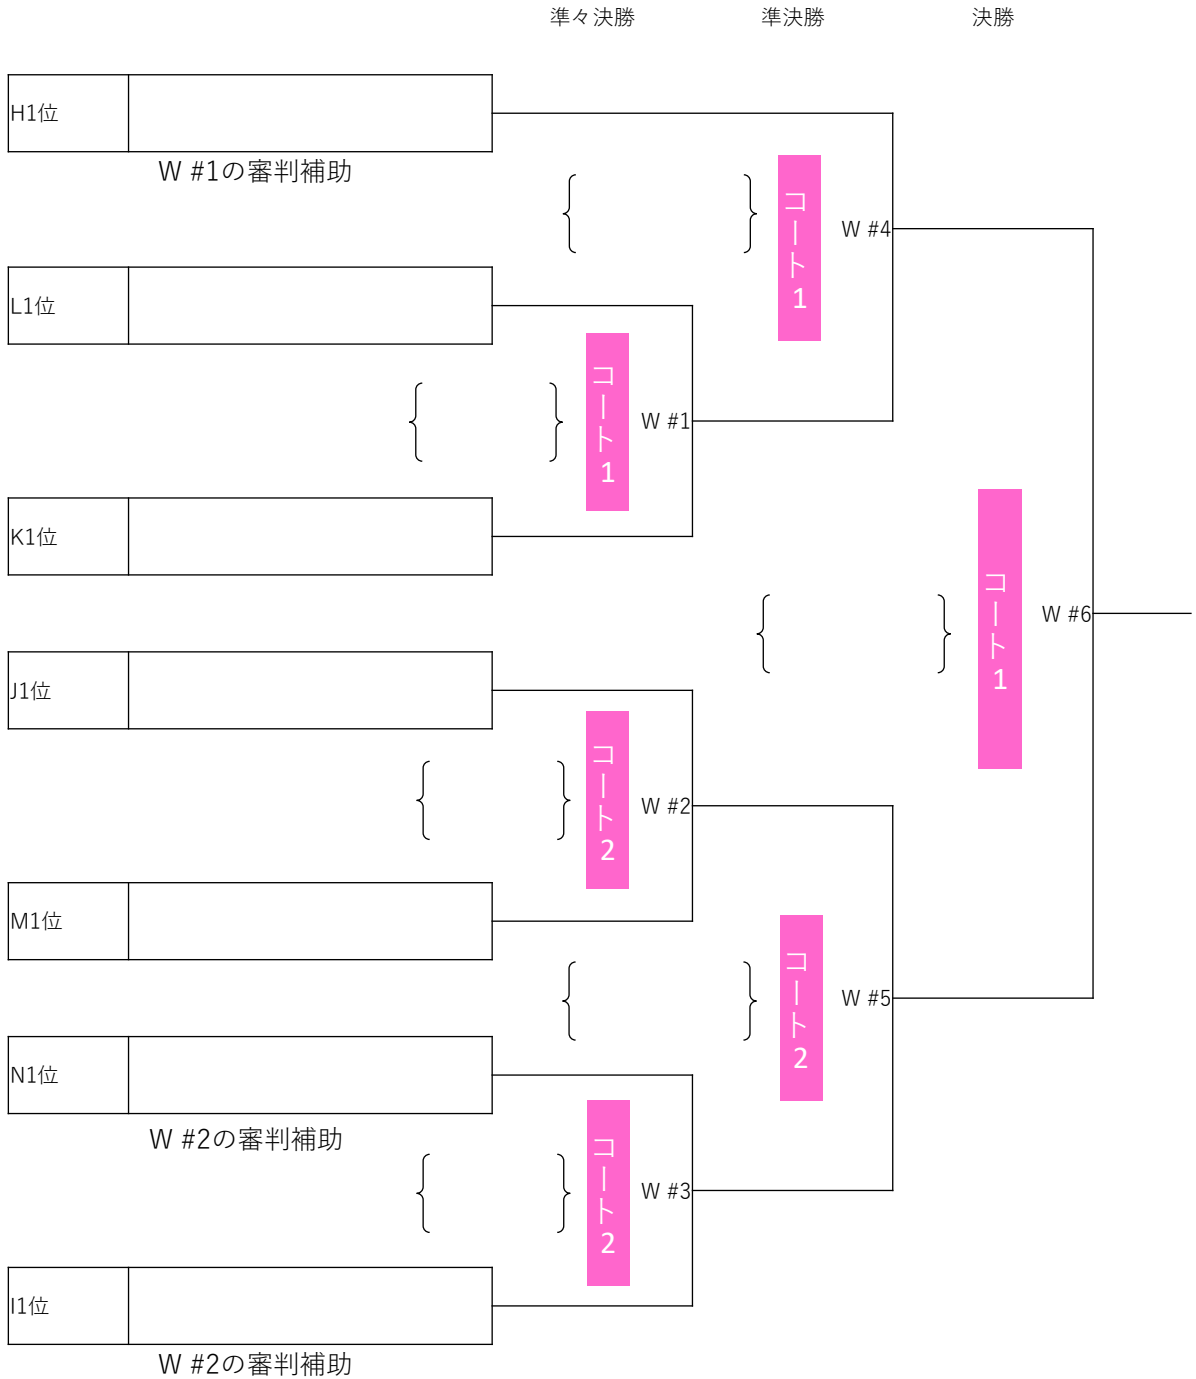 準々決勝 準決勝 決勝
H1位
W #1の審判補助
コート1
W #4
L1位
コート1
W #1
K1位
コート1
W #6
J1位
コート2
W #2
M1位
コート2
W #5
N1位
W #2の審判補助
コート2
W #3
I1位
W #2の審判補助